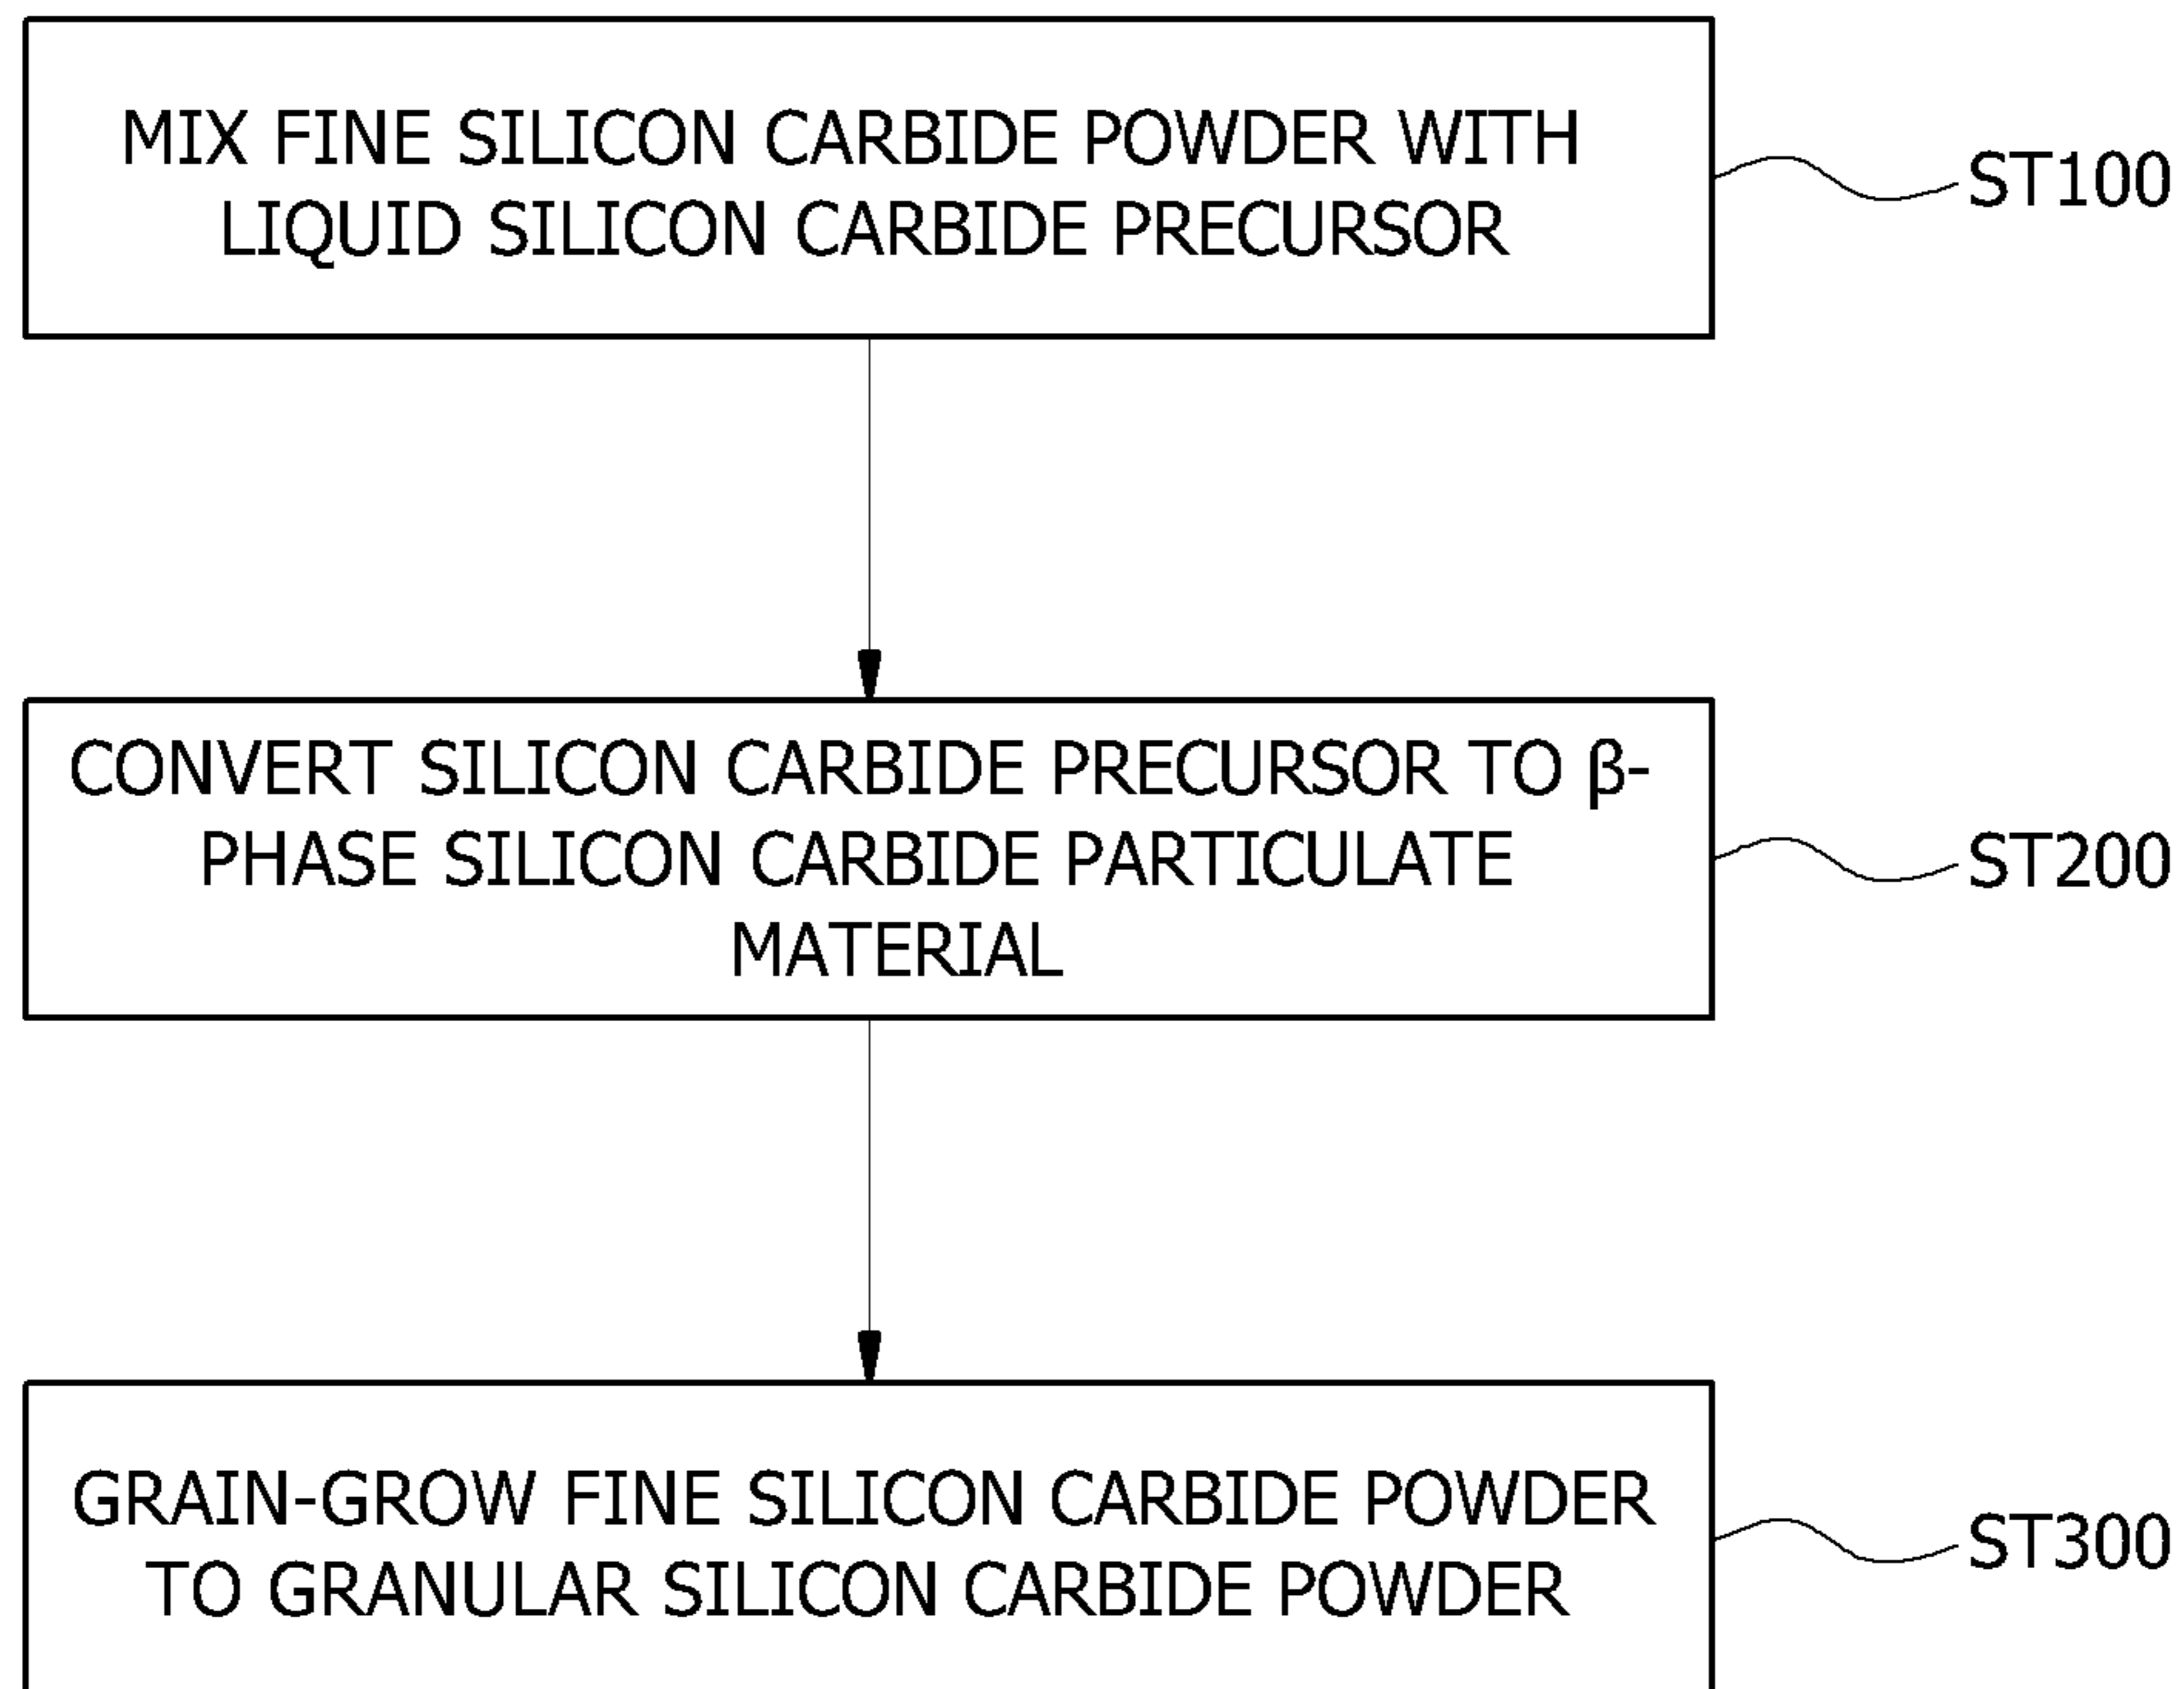 MIX FINE SILICON CARBIDE POWDER WITH
LIQUID SILICON CARBIDE PRECURSOR
ST100
CONVERT SILICON CARBIDE PRECURSOR TO β-
PHASE SILICON CARBIDE PARTICULATE
MATERIAL
ST200
GRAIN-GROW FINE SILICON CARBIDE POWDER
TO GRANULAR SILICON CARBIDE POWDER
ST300